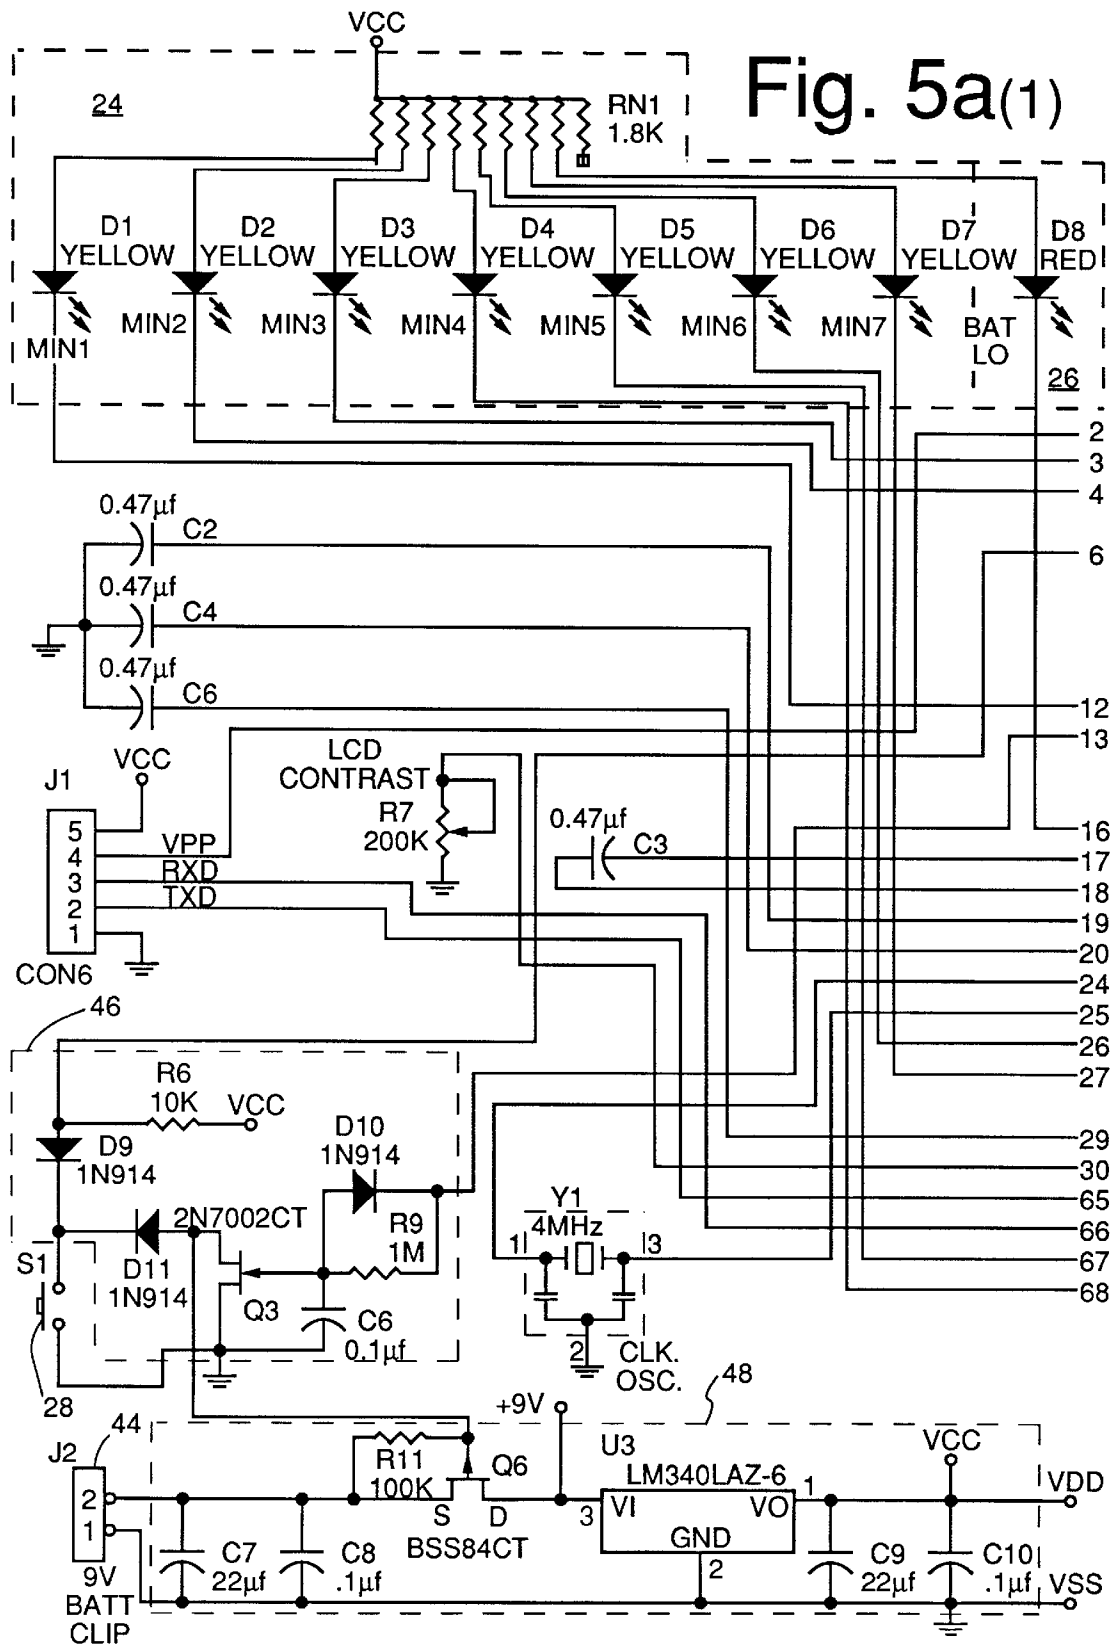 VCC
Fig. 5a(1)
24
RN1
1.8K
D1
YELLOW
D2
YELLOW
D3
YELLOW
D4
YELLOW
D5
YELLOW
D6
YELLOW
D7
YELLOW
D8
RED
MIN1
MIN2
MIN3
MIN4
MIN5
MIN6
MIN7
BAT
LO
26
2
3
4
6
12
13
16
17
18
19
20
24
25
26
27
29
30
65
66
67
68
0.47µf
C2
0.47µf
C4
0.47µf
C6
VCC
J1
5
4
3
2
1
VPP
RXD
TXD
CON6
LCD
CONTRAST
R7
200K
0.47µf
C3
46
R6
10K
VCC
D9
1N914
D10
1N914
2N7002CT
R9
1M
D11
1N914
S1
Q3
C6
0.1µf
28
Y1
4MHz
1
3
2
CLK.
OSC.
48
+9V
44
J2
2
1
9V
BATT
CLIP
R11
100K
Q6
S
D
BSS84CT
U3
LM340LAZ-6
3
VI
VO
1
GND
2
VCC
VDD
VSS
C7
22µf
C8
.1µf
C9
22µf
C10
.1µf